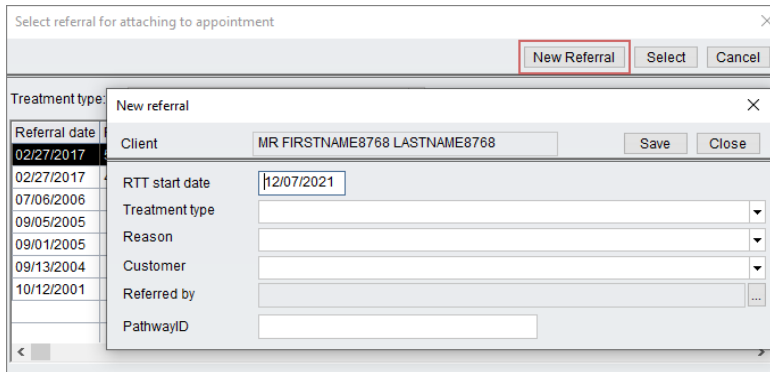 Select referral for attaching to appointment
New Referral Select Cancel
Treatment type:
New referral
Client MR FIRSTNAME8768 LASTNAME8768 Save Close
Referral date
02/27/2017
02/27/2017
07/06/2006
09/05/2005
09/01/2005
09/13/2004
10/12/2001
RTT start date 12/07/2021
Treatment type
Reason
Customer
Referred by ...
PathwayID